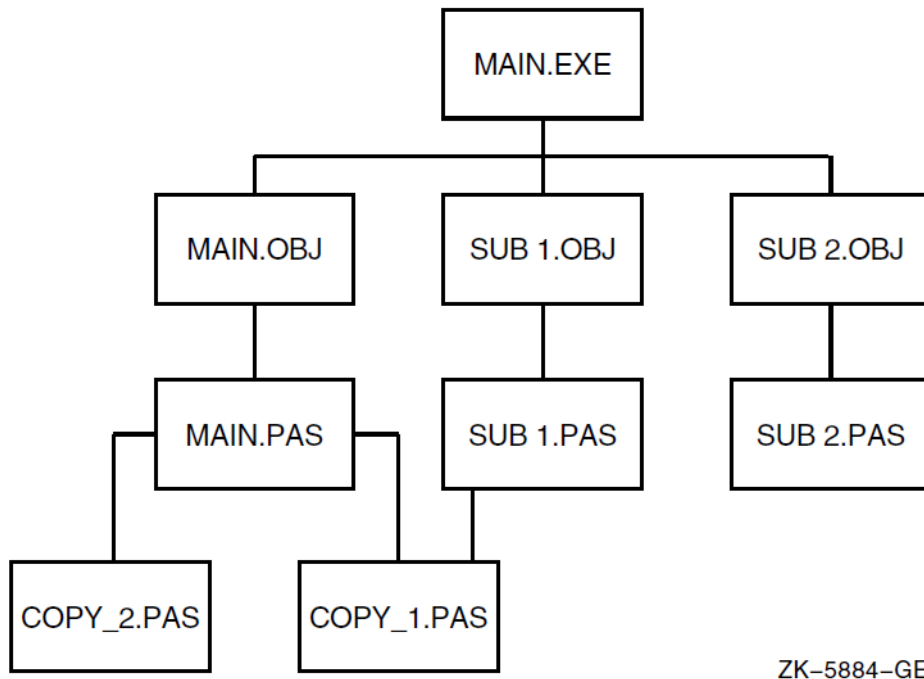 MAIN.EXE
MAIN.OBJ
SUB 1.OBJ
SUB 2.OBJ
MAIN.PAS
SUB 1.PAS
SUB 2.PAS
COPY_2.PAS
COPY_1.PAS
ZK–5884–GE